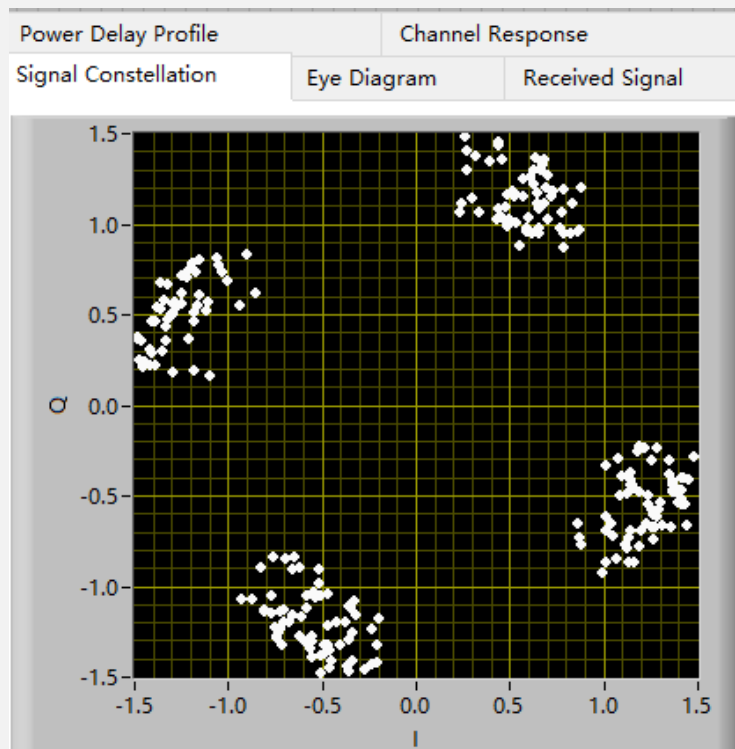 Power Delay Profile
Channel Response
Signal Constellation
Eye Diagram
Received Signal
1.5
1.0
0.5
0.0
-0.5
-1.0
-1.5
Q
-1.5
-1.0
-0.5
0.0
0.5
1.0
1.5
I